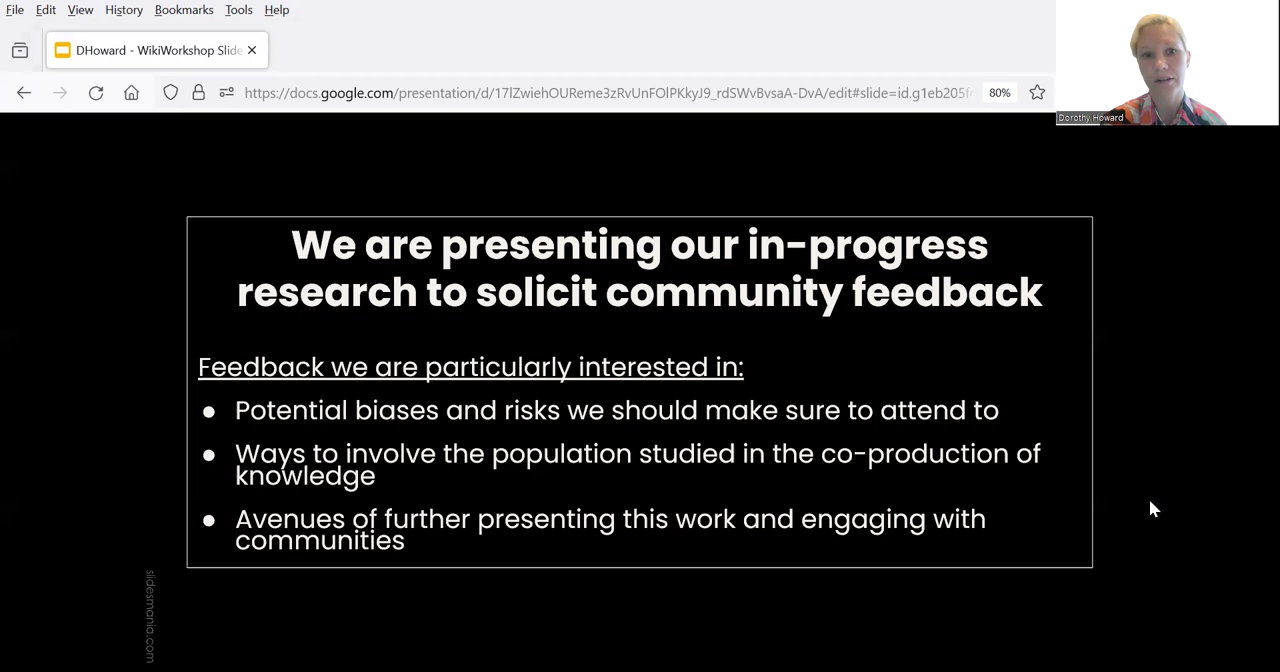 File Edit View History Bookmarks Tools Help
DHoward - WikiWorkshop Slide
https://docs.google.com/presentation/d/17lZwiehOUReme3zRvUnFOlPKkyJ9_rdSWvBvsaA-DvA/edit#slide=id.g1eb205f
80%
Dorothy Howard
We are presenting our in-progress
research to solicit community feedback
Feedback we are particularly interested in:
● Potential biases and risks we should make sure to attend to
● Ways to involve the population studied in the co-production of
knowledge
● Avenues of further presenting this work and engaging with
communities
slidesmania.com